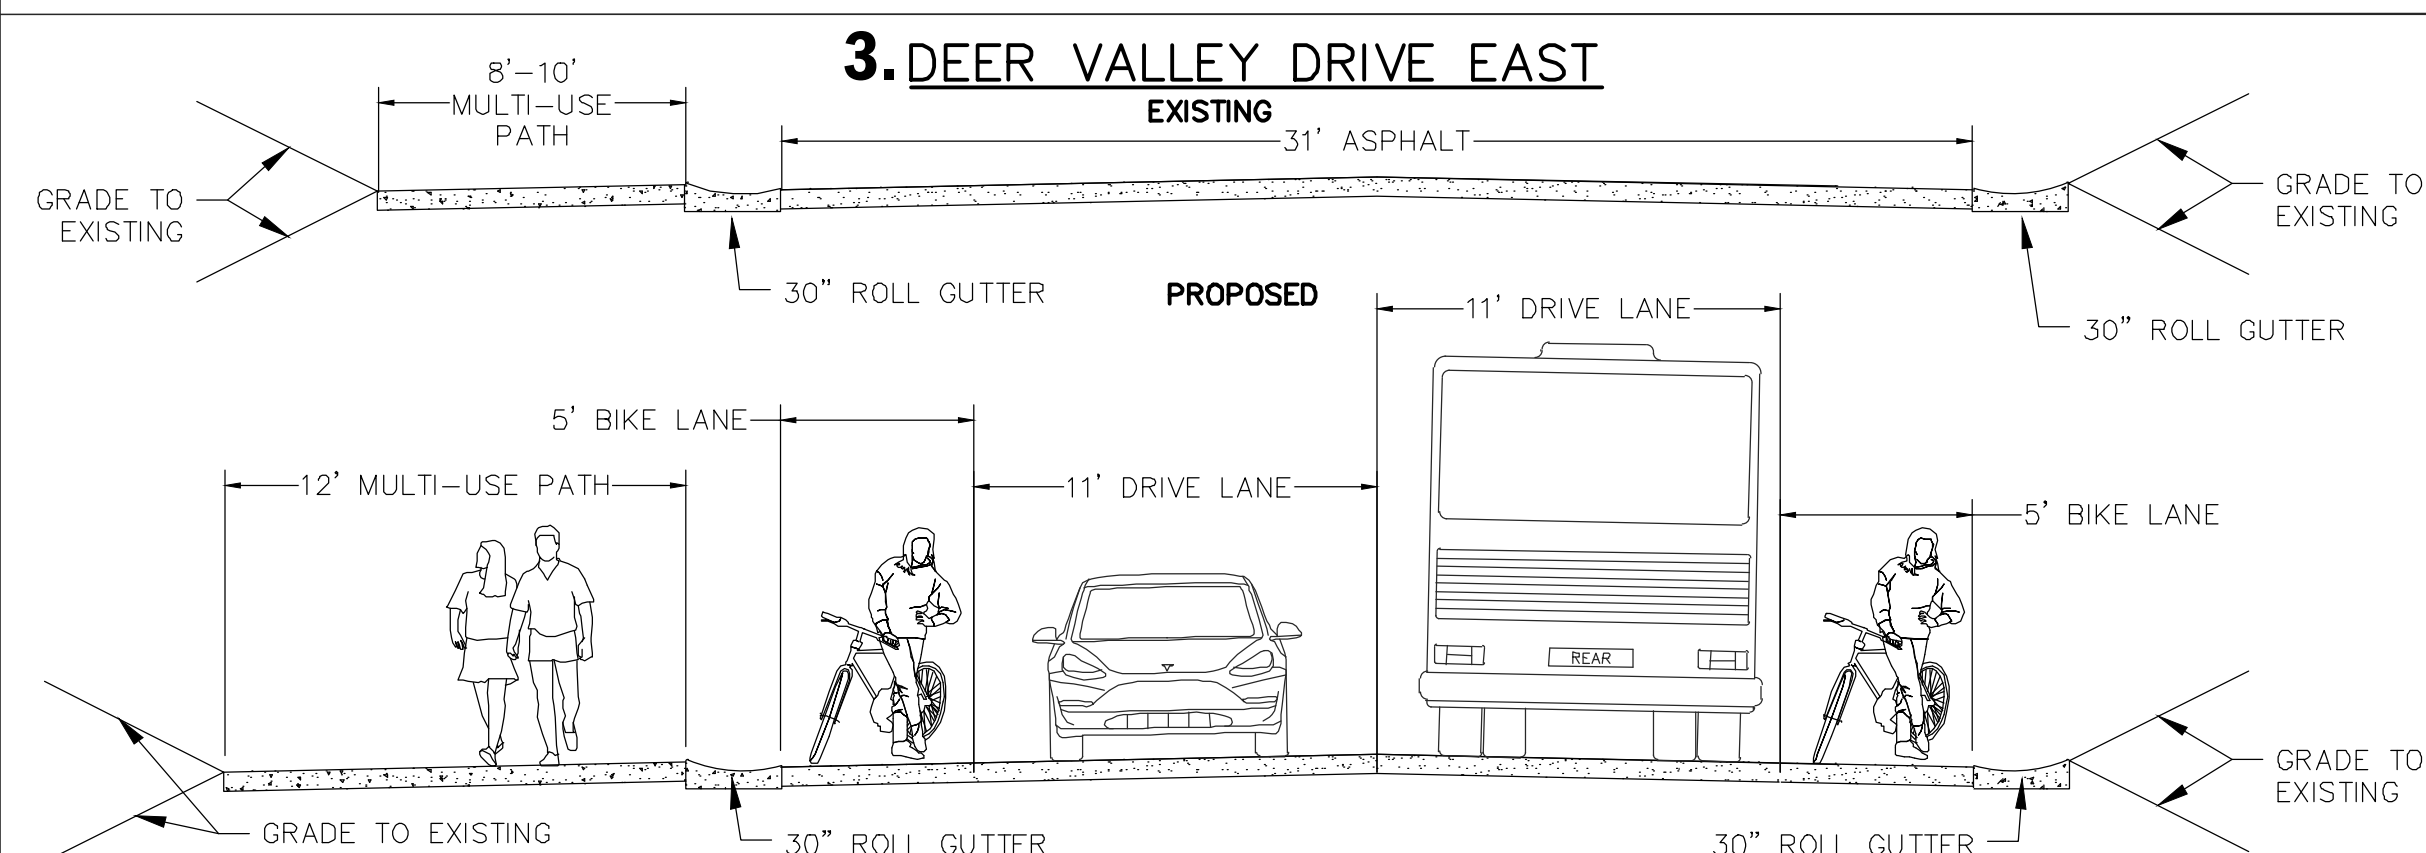 3. DEER VALLEY DRIVE EAST
EXISTING
8'-10'
MULTI-USE
PATH
31' ASPHALT
GRADE TO
EXISTING
GRADE TO
EXISTING
30" ROLL GUTTER
30" ROLL GUTTER
PROPOSED
11' DRIVE LANE
5' BIKE LANE
12' MULTI-USE PATH
11' DRIVE LANE
5' BIKE LANE
REAR
GRADE TO
EXISTING
GRADE TO EXISTING
30" ROLL GUTTER
30" ROLL GUTTER